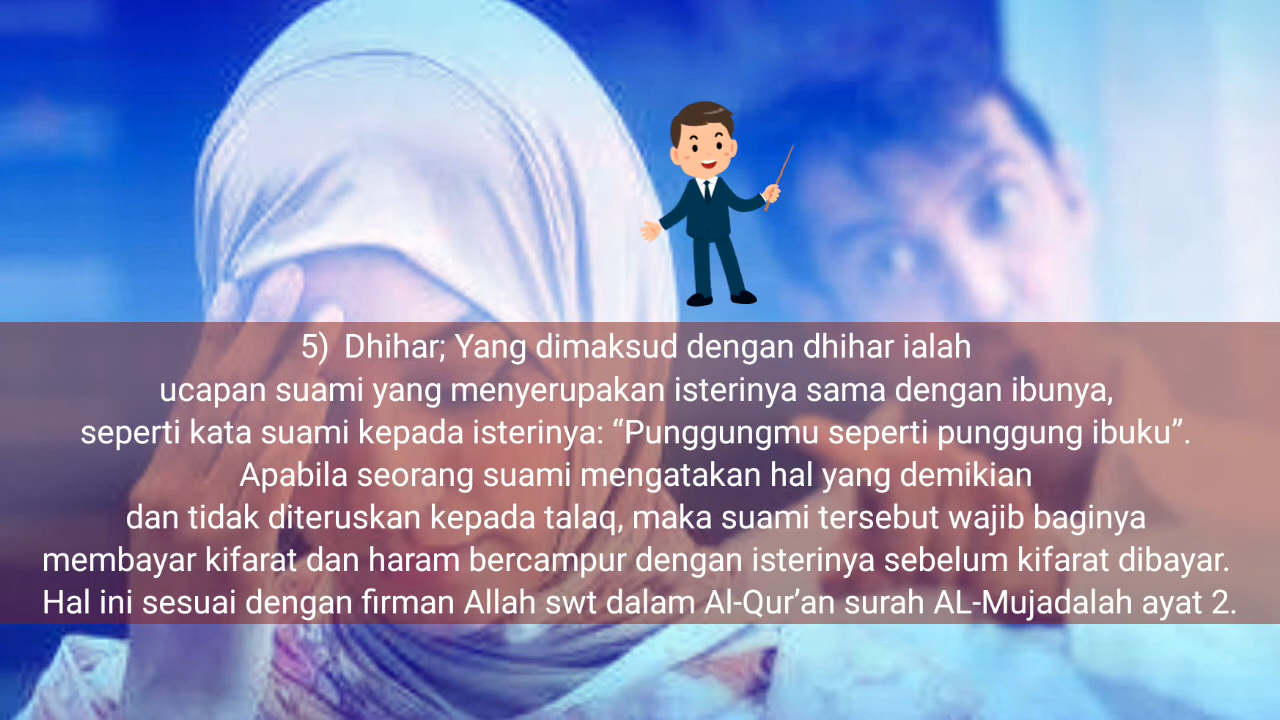 5) Dhihar; Yang dimaksud dengan dhihar ialah
ucapan suami yang menyerupakan isterinya sama dengan ibunya,
seperti kata suami kepada isterinya: “Punggungmu seperti punggung ibuku”.
Apabila seorang suami mengatakan hal yang demikian
dan tidak diteruskan kepada talaq, maka suami tersebut wajib baginya
membayar kifarat dan haram bercampur dengan isterinya sebelum kifarat dibayar.
Hal ini sesuai dengan firman Allah swt dalam Al-Qur’an surah AL-Mujadalah ayat 2.